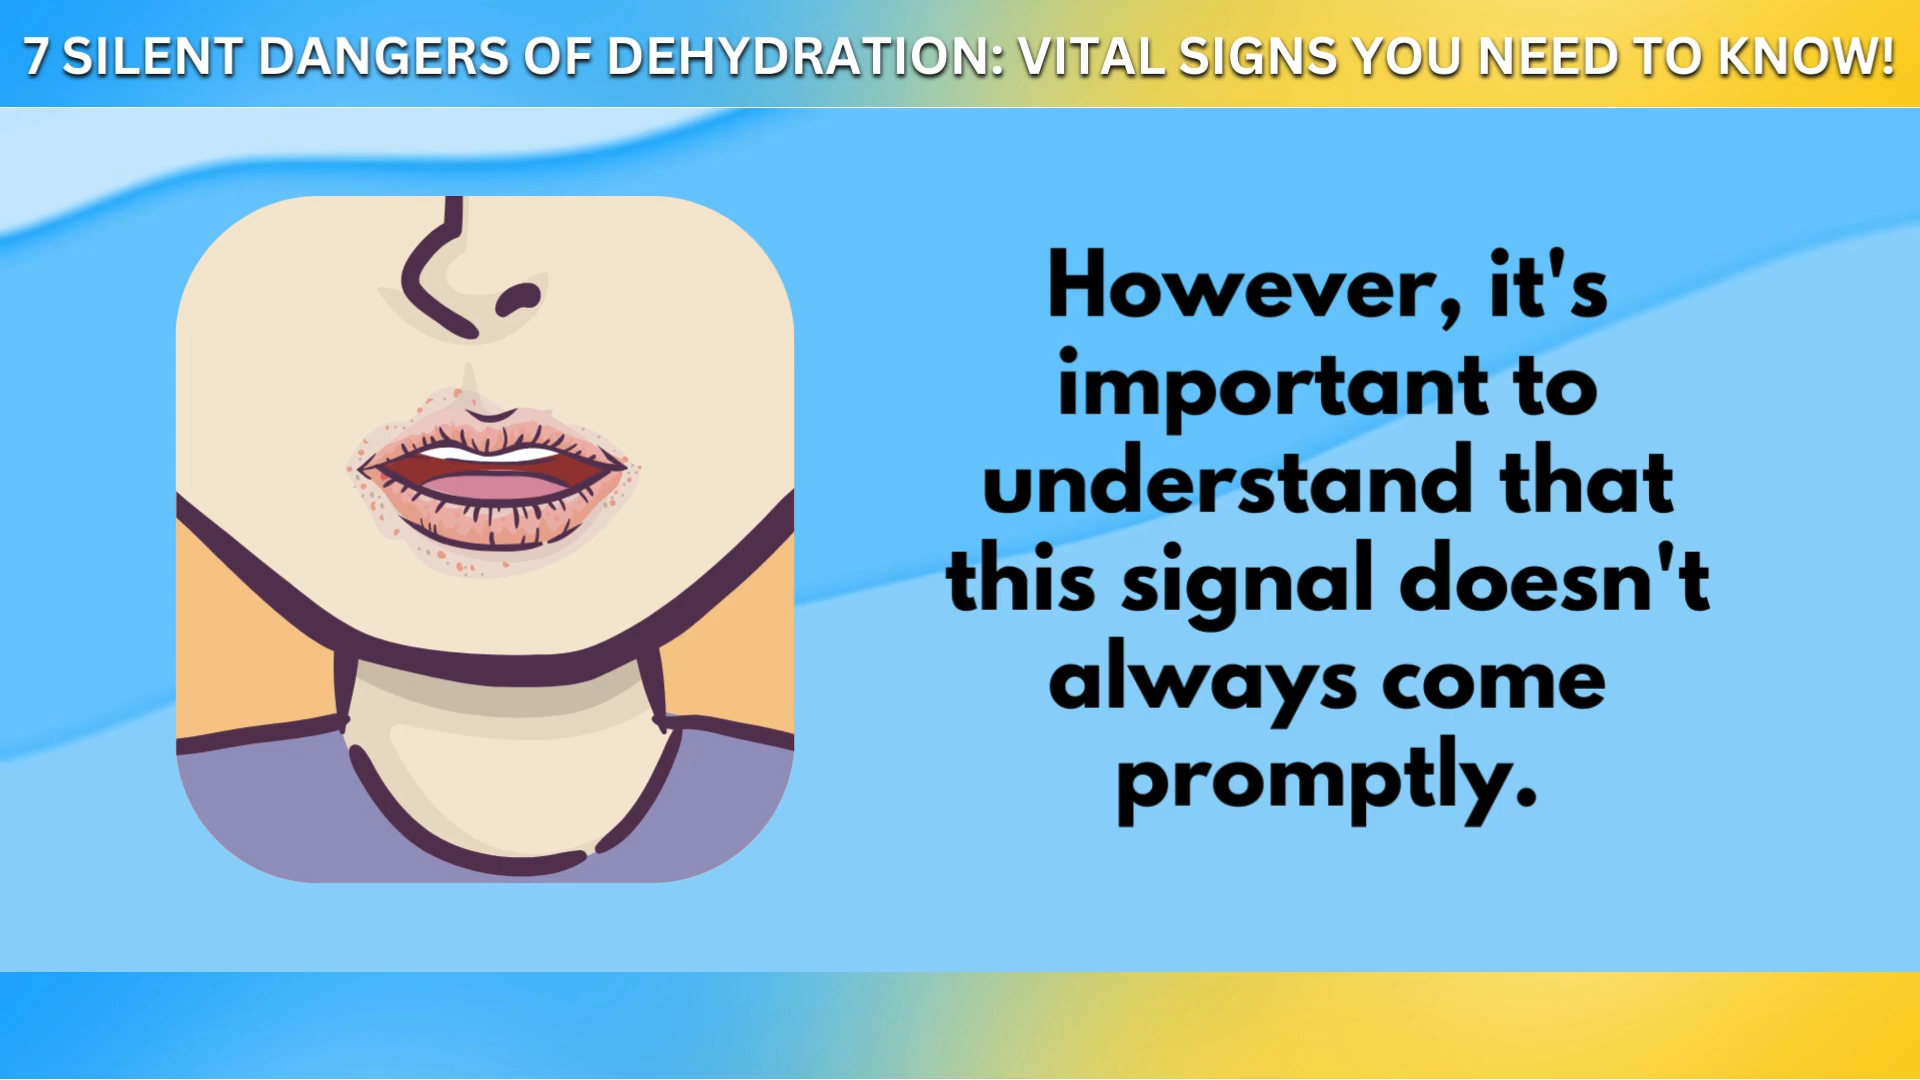 7 SILENT DANGERS OF DEHYDRATION: VITAL SIGNS YOU NEED TO KNOW!
However, it's
important to
understand that
this signal doesn't
always come
promptly.